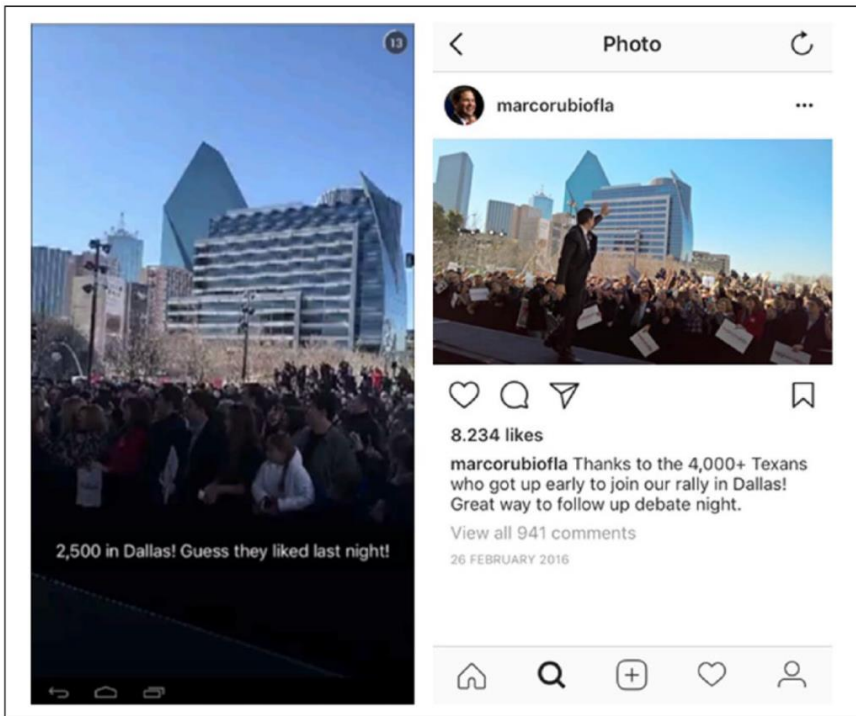 13
2,500 in Dallas! Guess they liked last night!
Photo
marcorubiofla
8.234 likes
marcorubiofla Thanks to the 4,000+ Texans
who got up early to join our rally in Dallas!
Great way to follow up debate night.
View all 941 comments
26 FEBRUARY 2016